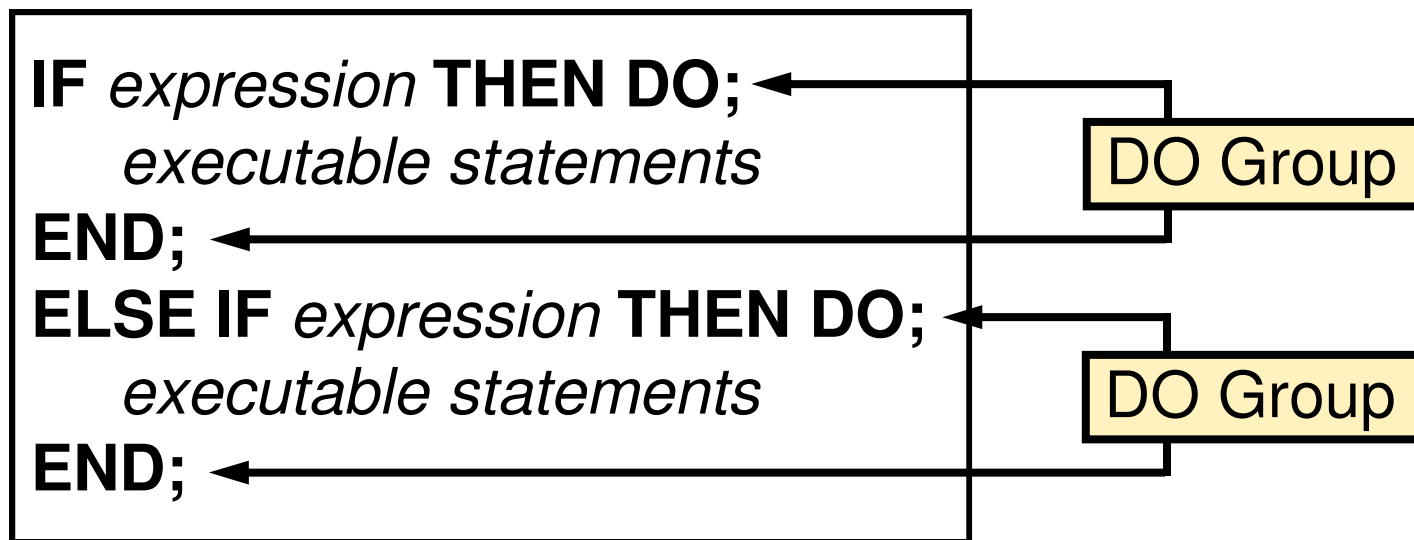 IF expression THEN DO;
executable statements
END;
ELSE IF expression THEN DO;
executable statements
END;
DO Group
DO Group